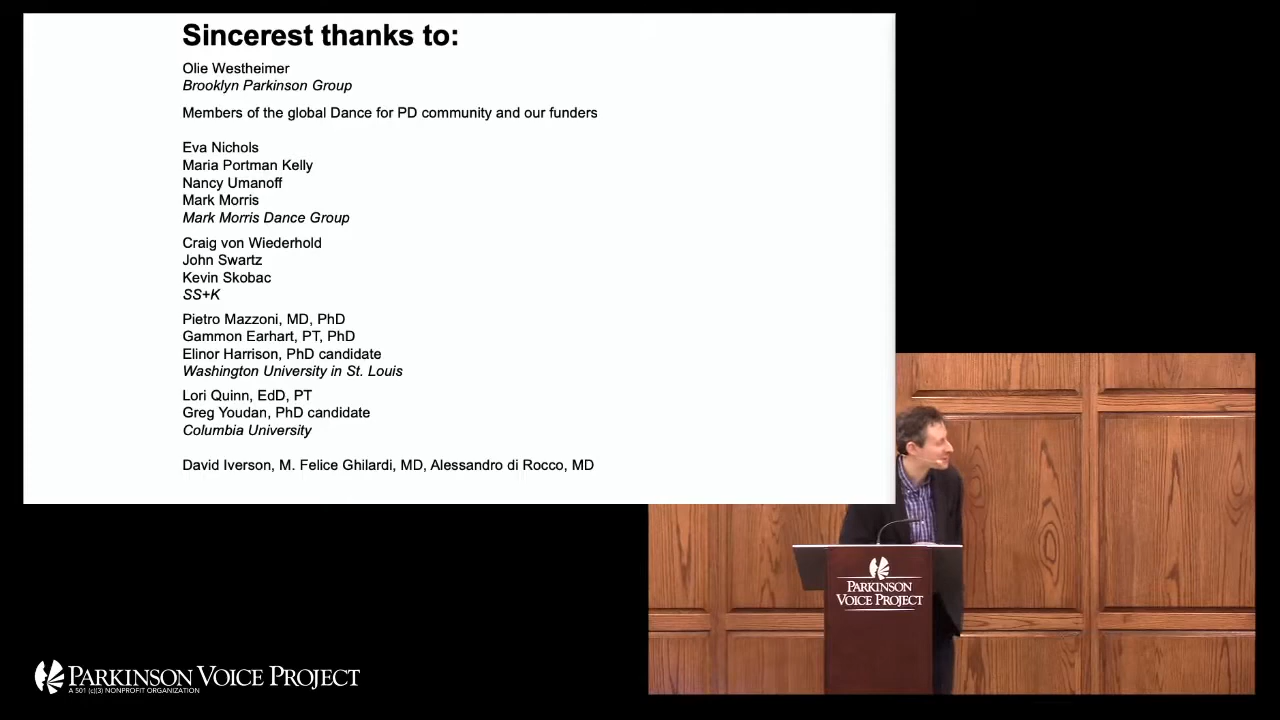 Sincerest thanks to:
Olie Westheimer
Brooklyn Parkinson Group
Members of the global Dance for PD community and our funders
Eva Nichols
Maria Portman Kelly
Nancy Umanoff
Mark Morris
Mark Morris Dance Group
Craig von Wiederhold
John Swartz
Kevin Skobac
SS+K
Pietro Mazzoni, MD, PhD
Gammon Earhart, PT, PhD
Elinor Harrison, PhD candidate
Washington University in St. Louis
Lori Quinn, EdD, PT
Greg Youdan, PhD candidate
Columbia University
David Iverson, M. Felice Ghilardi, MD, Alessandro di Rocco, MD
PARKINSON
VOICE PROJECT
PARKINSON VOICE PROJECT
A 501 (c)(3) NONPROFIT ORGANIZATION